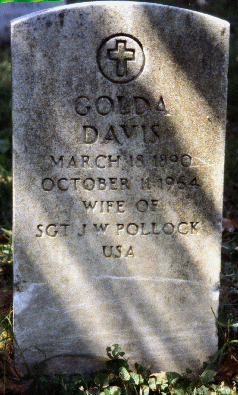 GOLDA
DAVIS
MARCH 18 1890
OCTOBER 11 1964
WIFE OF
SGT J W POLLOCK
USA